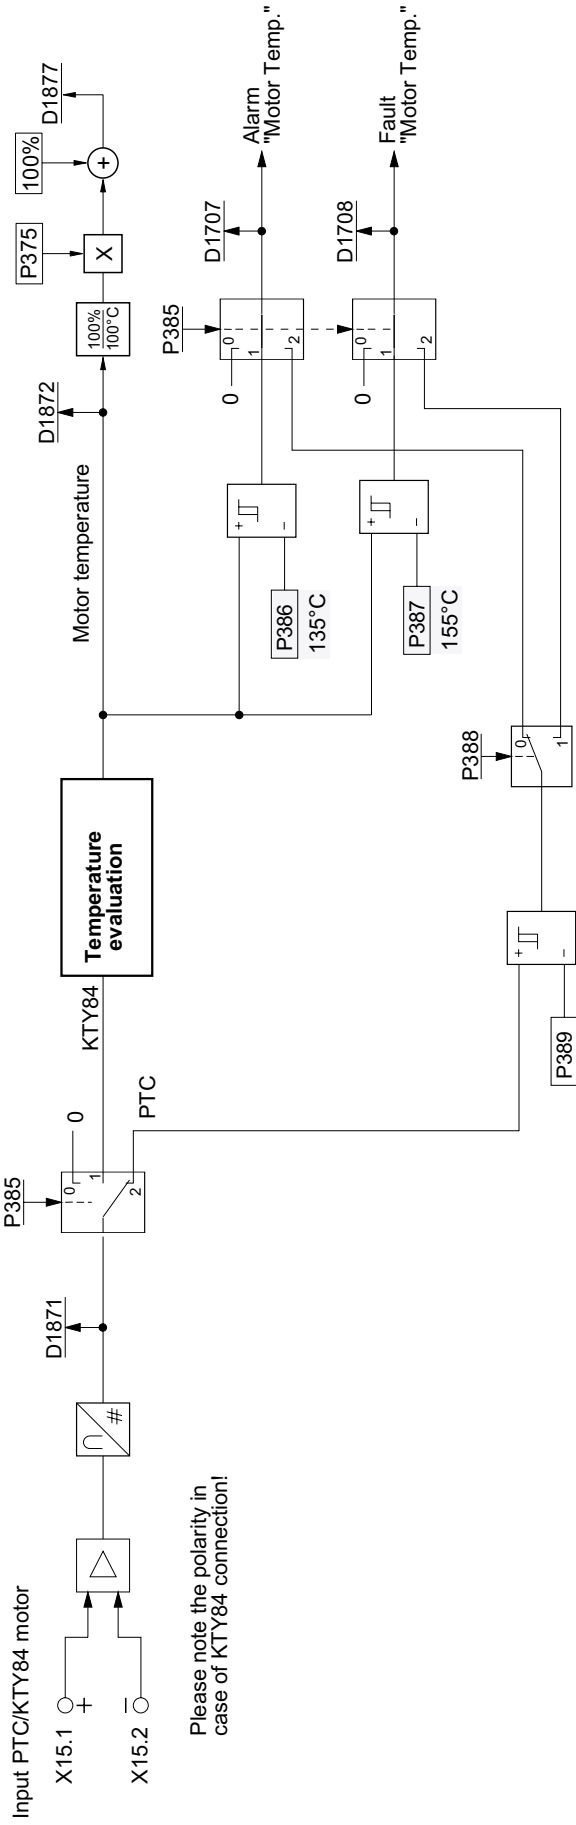 Input PTC/KTY84 motor
X15.1
+
–
X15.2
Please note the polarity in
case of KTY84 connection!
∩
#
D1871
P385
0
1
2
0
KTY84
PTC
Temperature
evaluation
Motor temperature
D1872
100%
100°C
P375
X
100%
+
D1877
P386
135°C
+
–
0
P385
0
1
2
D1707
Alarm
"Motor Temp."
P387
155°C
+
–
0
0
1
2
D1708
Fault
"Motor Temp."
P389
+
–
P388
0
1